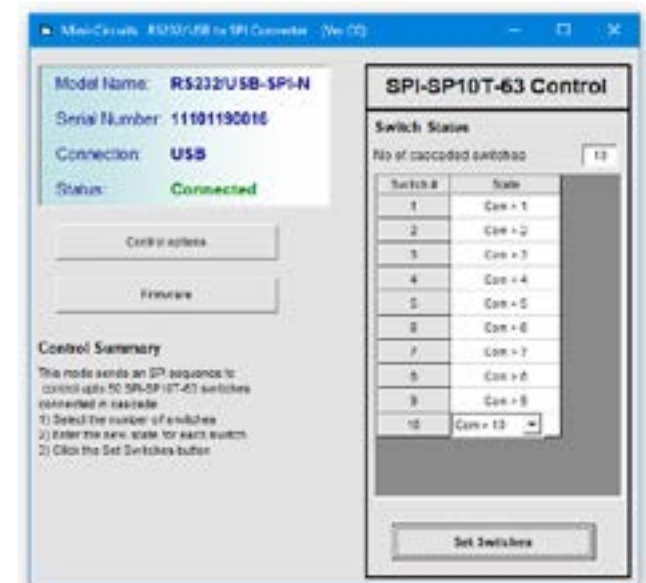 Mini-Circuits RS232/USB to SPI Converter (Ver C0)
Model Name: RS232/USB-SPI-N
Serial Number 11101190016
Connection: USB
Status: Connected
Control options
Firmware
Control Summary
This mode sends an SPI sequence to
control upto 50 SPI-SP10T-63 switches
connected in cascade
1) Select the number of switches
2) Enter the new state for each switch
3) Click the Set Switches button
SPI-SP10T-63 Control
Switch States
No of cascaded switches 10
Switch # State
1 Com > 1
2 Com > 2
3 Com > 3
4 Com > 4
5 Com > 5
6 Com > 6
7 Com > 7
8 Com > 8
9 Com > 9
10 Com > 10
Set Switches